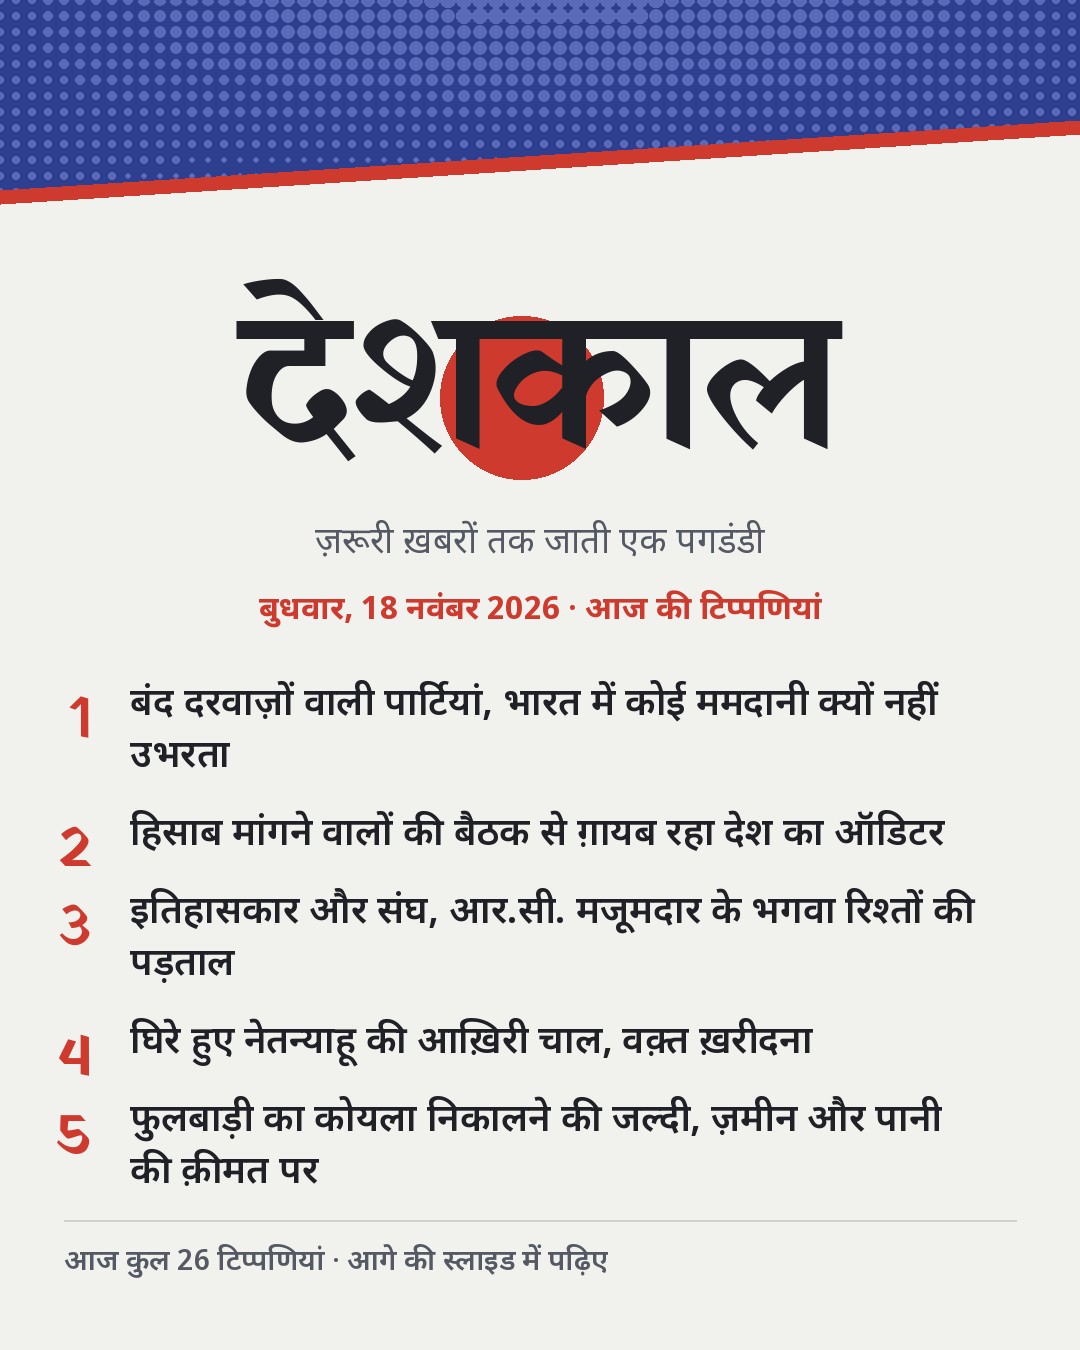 देशकाल
ज़रूरी ख़बरों तक जाती एक पगडंडी
बुधवार, 18 नवंबर 2026 · आज की टिप्पणियां
1 बंद दरवाज़ों वाली पार्टियां, भारत में कोई ममदानी क्यों नहीं
उभरता
2 हिसाब मांगने वालों की बैठक से ग़ायब रहा देश का ऑडिटर
3 इतिहासकार और संघ, आर.सी. मजूमदार के भगवा रिश्तों की
पड़ताल
4 घिरे हुए नेतन्याहू की आख़िरी चाल, वक़्त ख़रीदना
5 फुलबाड़ी का कोयला निकालने की जल्दी, ज़मीन और पानी
की क़ीमत पर
आज कुल 26 टिप्पणियां · आगे की स्लाइड में पढ़िए